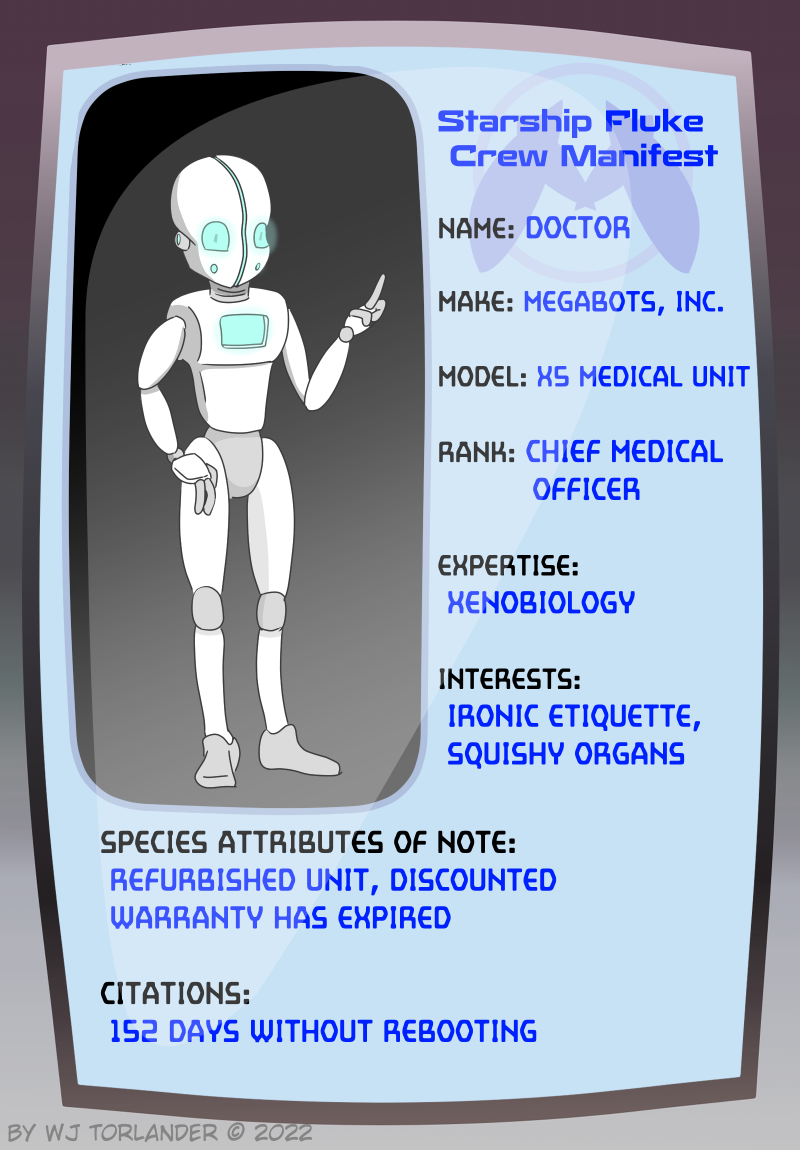 Starship Fluke
Crew Manifest
NAME: DOCTOR
MAKE: MEGABOTS, INC.
MODEL: X5 MEDICAL UNIT
RANK: CHIEF MEDICAL
OFFICER
EXPERTISE:
XENOBIOLOGY
INTERESTS:
IRONIC ETIQUETTE,
SQUISHY ORGANS
SPECIES ATTRIBUTES OF NOTE:
REFURBISHED UNIT, DISCOUNTED
WARRANTY HAS EXPIRED
CITATIONS:
152 DAYS WITHOUT REBOOTING
BY WJ TORLANDER © 2022